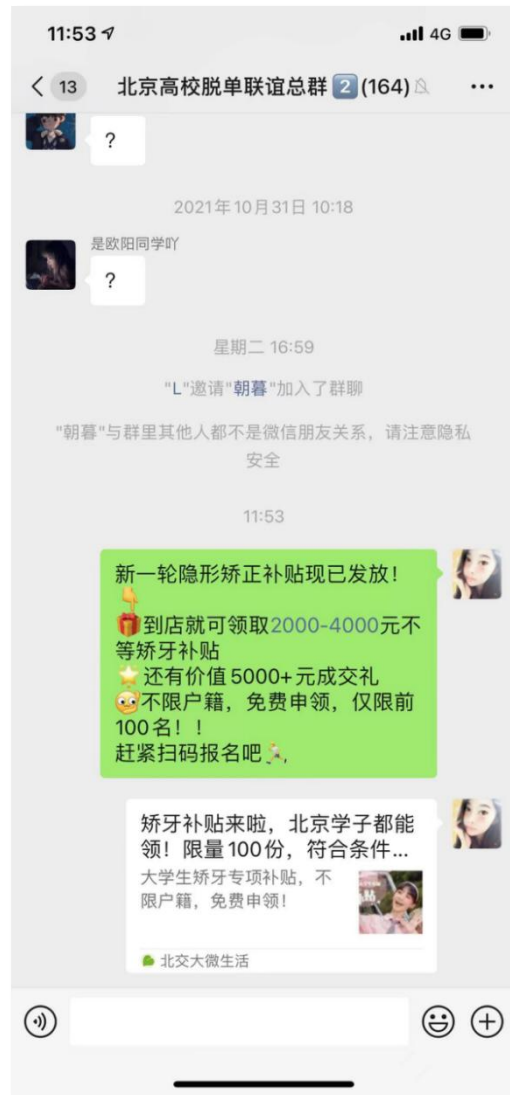 11:53
4G
13
北京高校脱单联谊总群2(164)
?
2021年10月31日 10:18
是欧阳同学吖
?
星期二 16:59
"L"邀请"朝暮"加入了群聊
"朝暮"与群里其他人都不是微信朋友关系，请注意隐私
安全
11:53
新一轮隐形矫正补贴现已发放！
👇
🎁到店就可领取2000-4000元不
等矫牙补贴
🌟还有价值5000+元成交礼
🥱不限户籍，免费申领，仅限前
100名！！
赶紧扫码报名吧🏃,
矫牙补贴来啦，北京学子都能
领！限量100份，符合条件...
大学生矫牙专项补贴，不
限户籍，免费申领！
北交大微生活